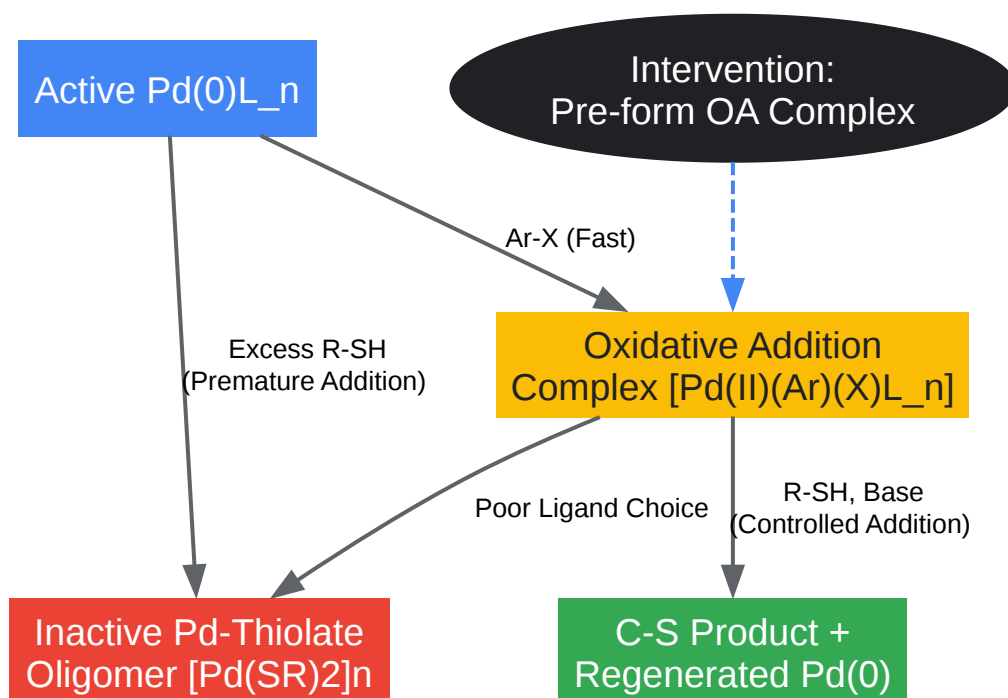 Active Pd(0)L_n
Intervention:
Pre-form OA Complex
Ar-X (Fast)
Excess R-SH
(Premature Addition)
Oxidative Addition
Complex [Pd(II)(Ar)(X)L_n]
Poor Ligand Choice
R-SH, Base
(Controlled Addition)
Inactive Pd-Thiolate
Oligomer [Pd(SR)2]n
C-S Product +
Regenerated Pd(0)